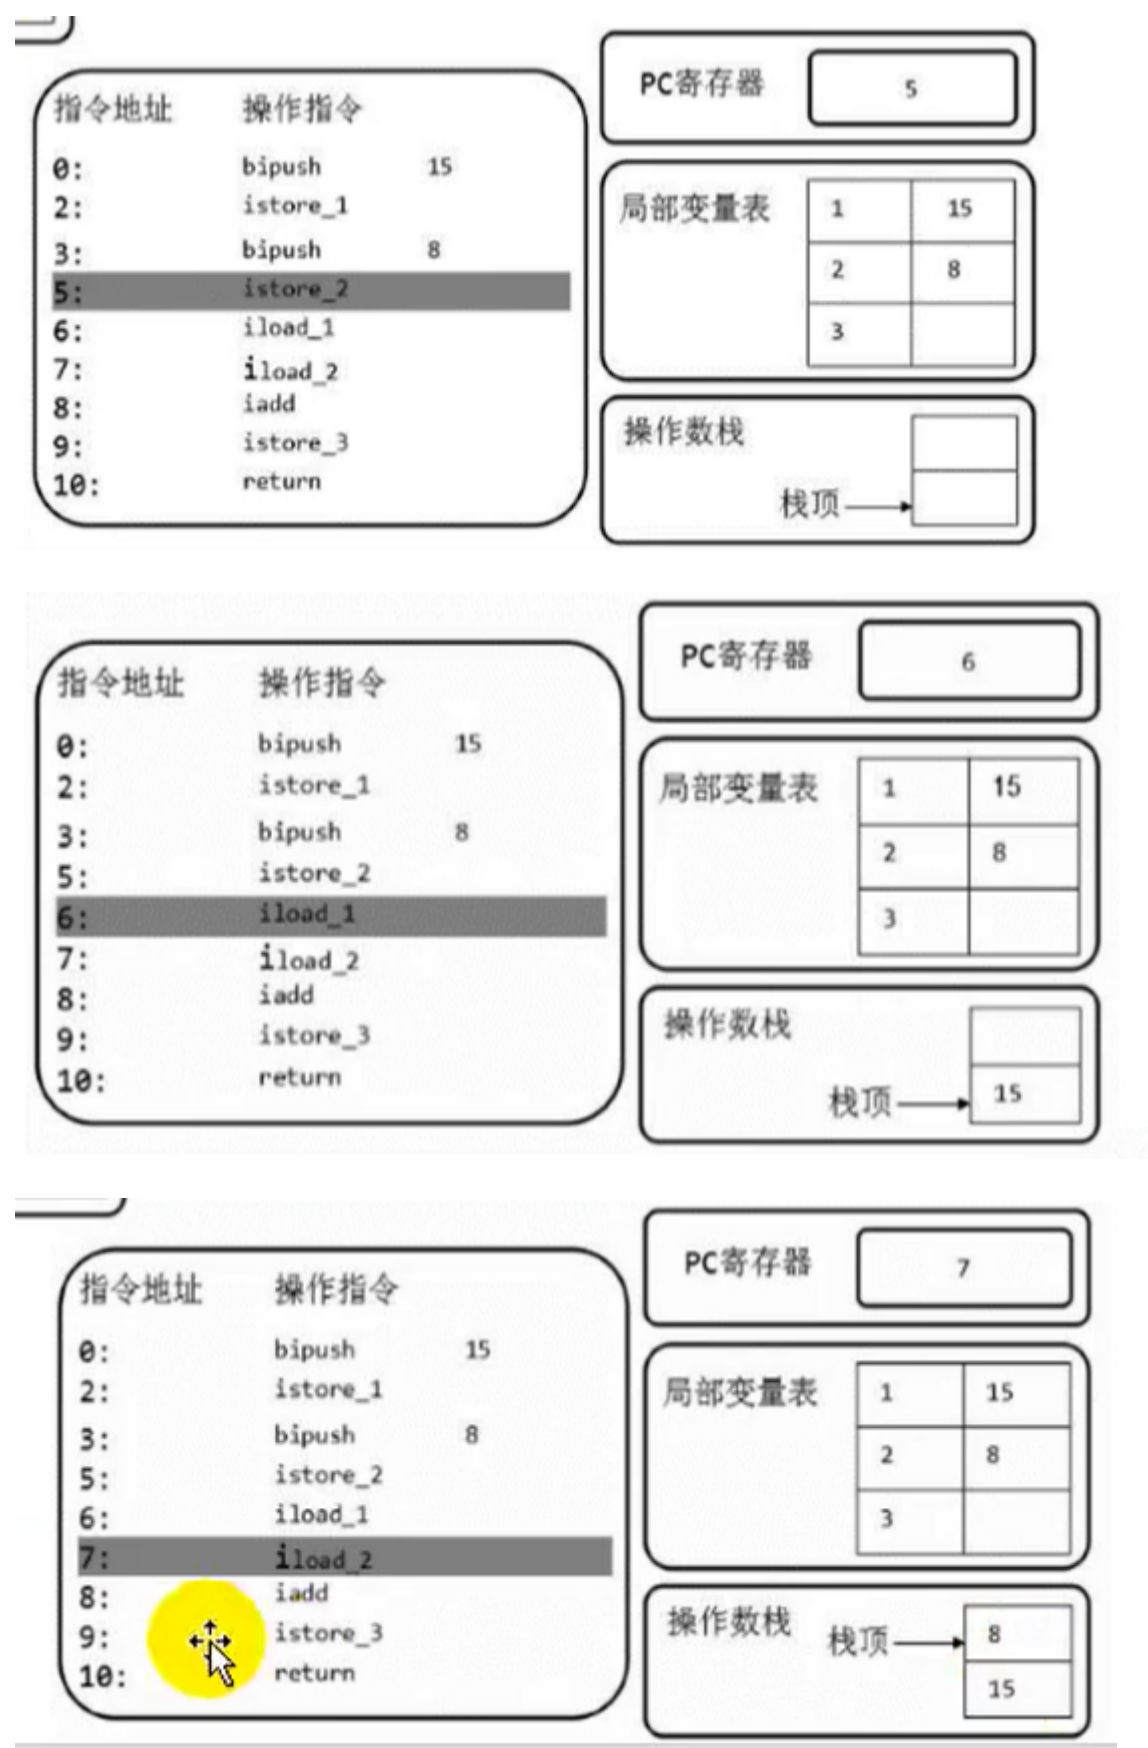 指令地址 操作指令
0: bipush 15
2: istore_1
3: bipush 8
5: istore_2
6: iload_1
7: iload_2
8: iadd
9: istore_3
10: return
PC寄存器 5
局部变量表 1 15
2 8
3
操作数栈
栈顶
指令地址 操作指令
0: bipush 15
2: istore_1
3: bipush 8
5: istore_2
6: iload_1
7: iload_2
8: iadd
9: istore_3
10: return
PC寄存器 6
局部变量表 1 15
2 8
3
操作数栈
栈顶 15
指令地址 操作指令
0: bipush 15
2: istore_1
3: bipush 8
5: istore_2
6: iload_1
7: iload_2
8: iadd
9: istore_3
10: return
PC寄存器 7
局部变量表 1 15
2 8
3
操作数栈 栈顶 8
15